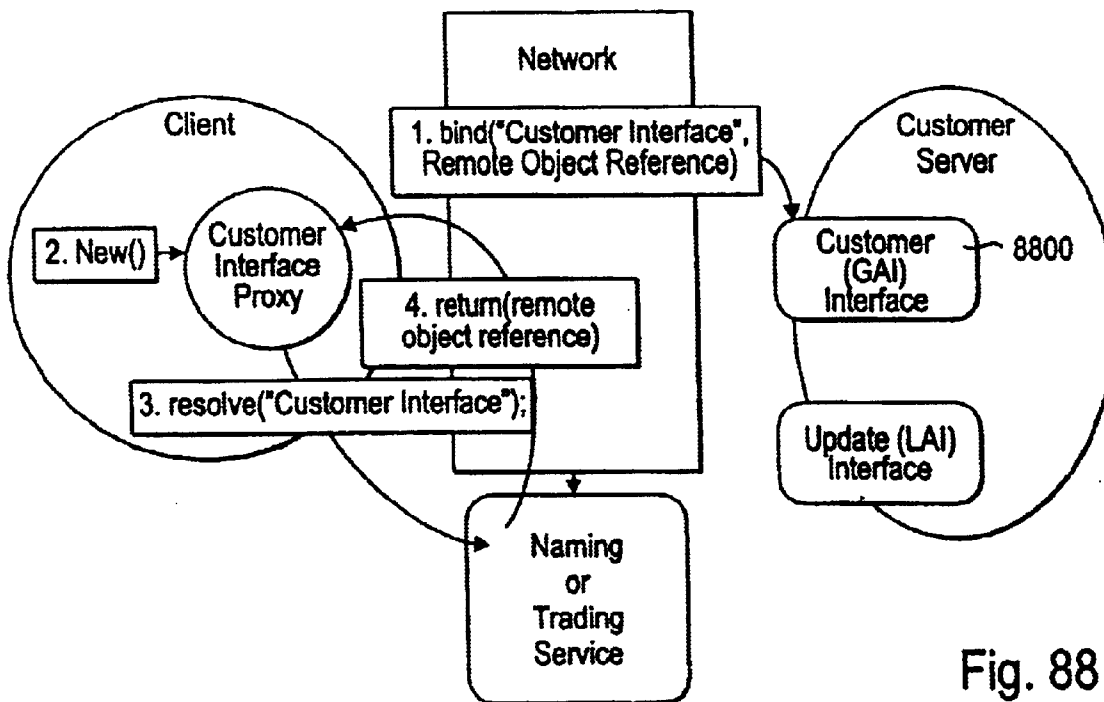 Network
Client
1. bind("Customer Interface",
Remote Object Reference)
Customer
Server
2. New()
Customer
Interface
Proxy
Customer
(GAI)
Interface
8800
4. return(remote
object reference)
3. resolve("Customer Interface");
Update (LAI)
Interface
Naming
or
Trading
Service
Fig. 88